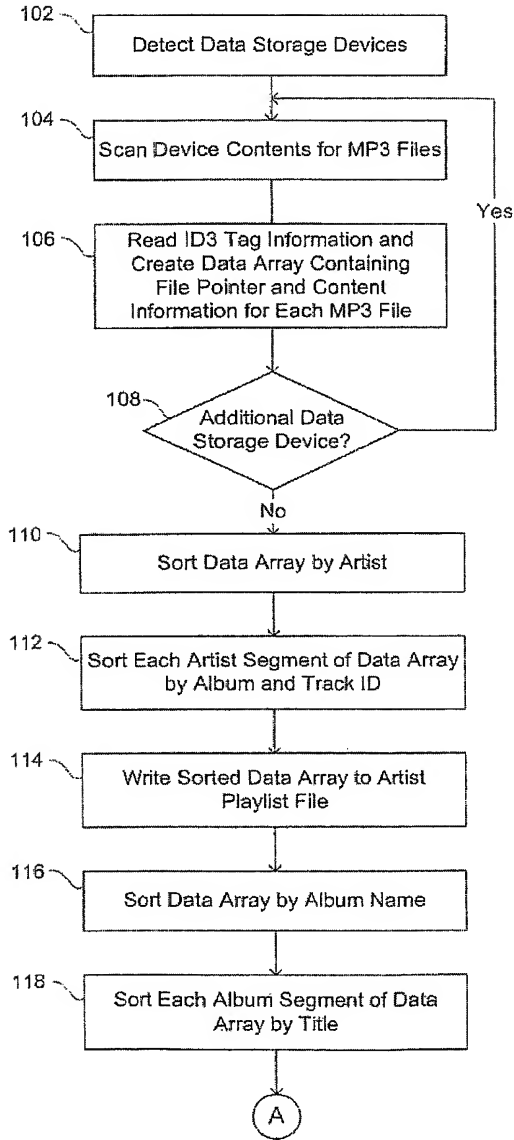 102
Detect Data Storage Devices
104
Scan Device Contents for MP3 Files
Yes
106
Read ID3 Tag Information and
Create Data Array Containing
File Pointer and Content
Information for Each MP3 File
108
Additional Data
Storage Device?
No
110
Sort Data Array by Artist
112
Sort Each Artist Segment of Data Array
by Album and Track ID
114
Write Sorted Data Array to Artist
Playlist File
116
Sort Data Array by Album Name
118
Sort Each Album Segment of Data
Array by Title
A